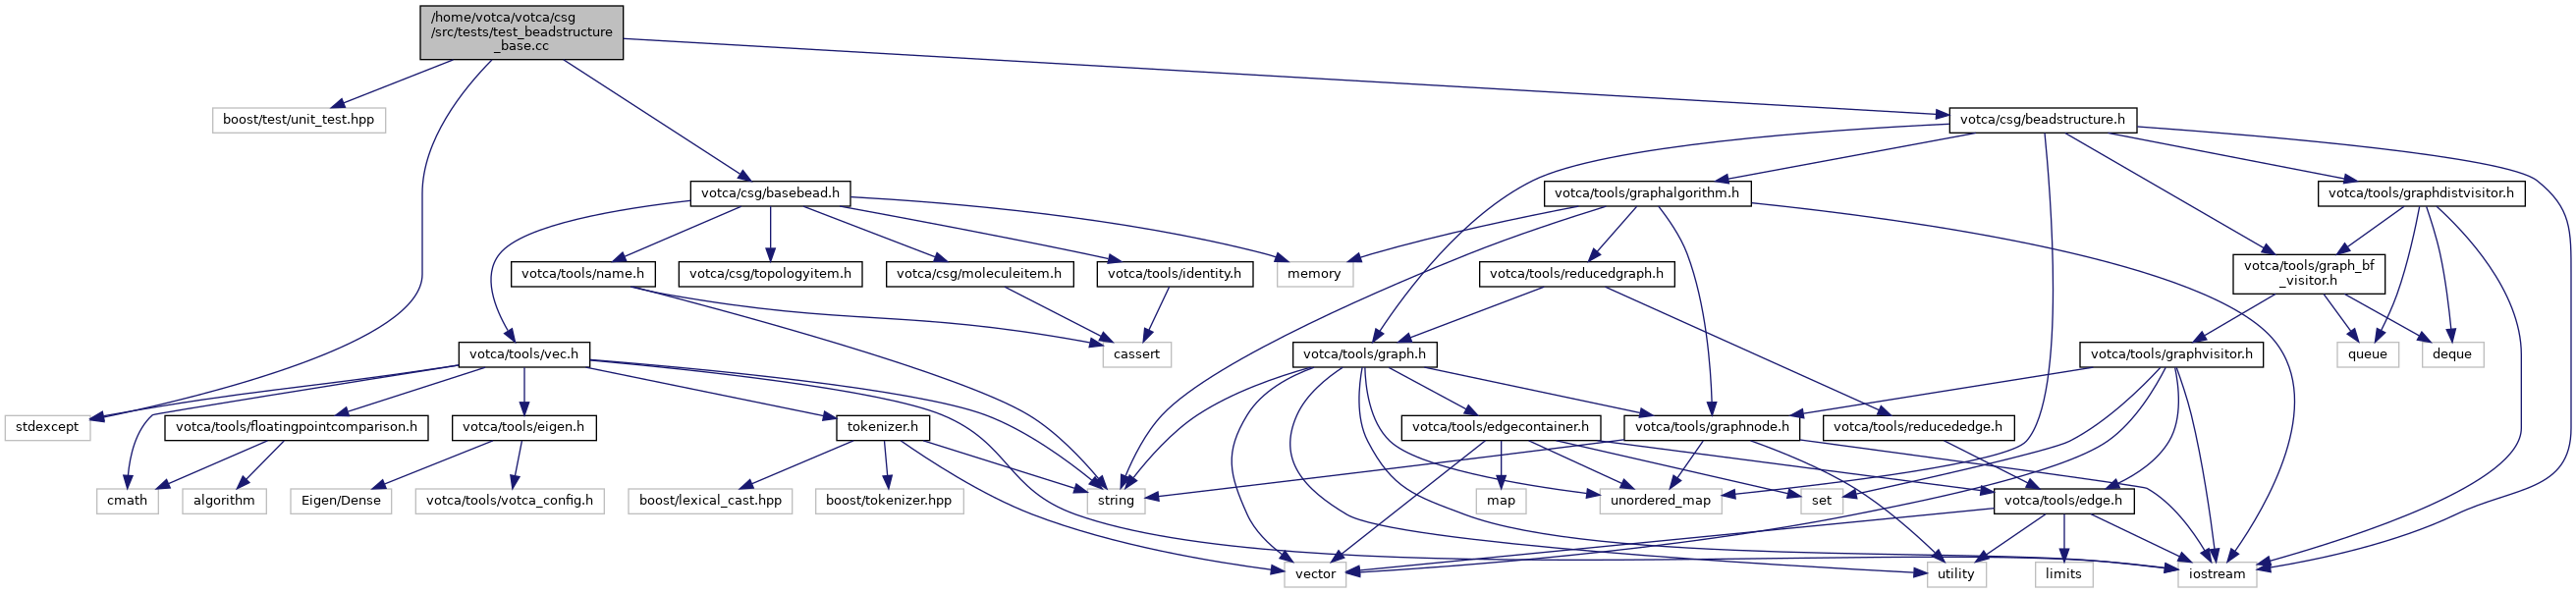 /home/votca/votca/csg
/src/tests/test_beadstructure
_base.cc
boost/test/unit_test.hpp
votca/csg/beadstructure.h
votca/csg/basebead.h
votca/tools/graphalgorithm.h
votca/tools/graphdistvisitor.h
votca/tools/name.h
votca/csg/topologyitem.h
votca/csg/moleculeitem.h
votca/tools/identity.h
memory
votca/tools/reducedgraph.h
votca/tools/graph_bf
_visitor.h
votca/tools/vec.h
cassert
votca/tools/graph.h
votca/tools/graphvisitor.h
queue
deque
stdexcept
votca/tools/floatingpointcomparison.h
votca/tools/eigen.h
tokenizer.h
votca/tools/edgecontainer.h
votca/tools/graphnode.h
votca/tools/reducededge.h
cmath
algorithm
Eigen/Dense
votca/tools/votca_config.h
boost/lexical_cast.hpp
boost/tokenizer.hpp
string
map
unordered_map
set
votca/tools/edge.h
vector
utility
limits
iostream